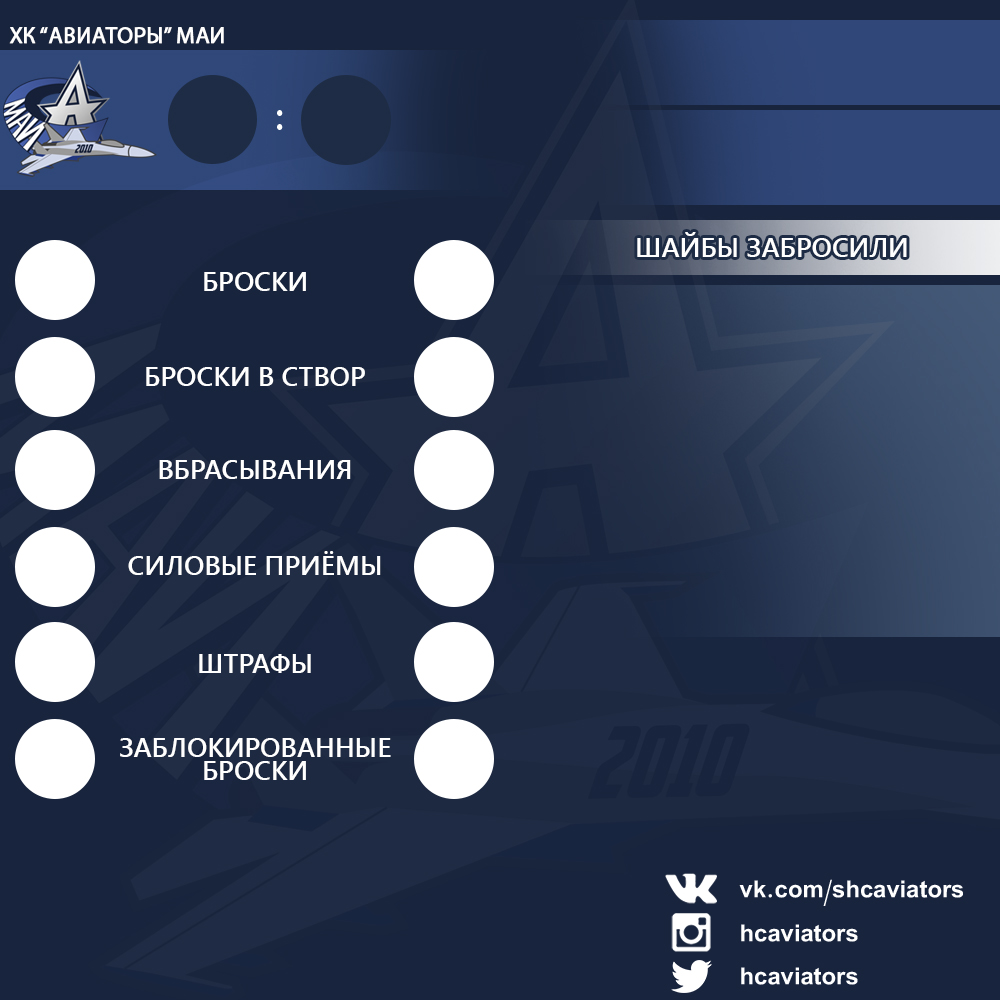 ХК “АВИАТОРЫ” МАИ
МАИ
А
2010
:
ШАЙБЫ ЗАБРОСИЛИ
БРОСКИ
БРОСКИ В СТВОР
ВБРАСЫВАНИЯ
СИЛОВЫЕ ПРИЁМЫ
ШТРАФЫ
ЗАБЛОКИРОВАННЫЕ
БРОСКИ
2010
vk.com/shcaviators
hcaviators
hcaviators